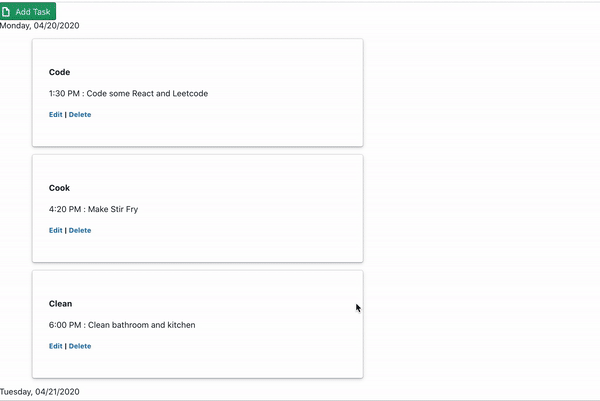 Add Task
Monday, 04/20/2020
Code
1:30 PM : Code some React and Leetcode
Edit | Delete
Cook
4:20 PM : Make Stir Fry
Edit | Delete
Clean
6:00 PM : Clean bathroom and kitchen
Edit | Delete
Tuesday, 04/21/2020